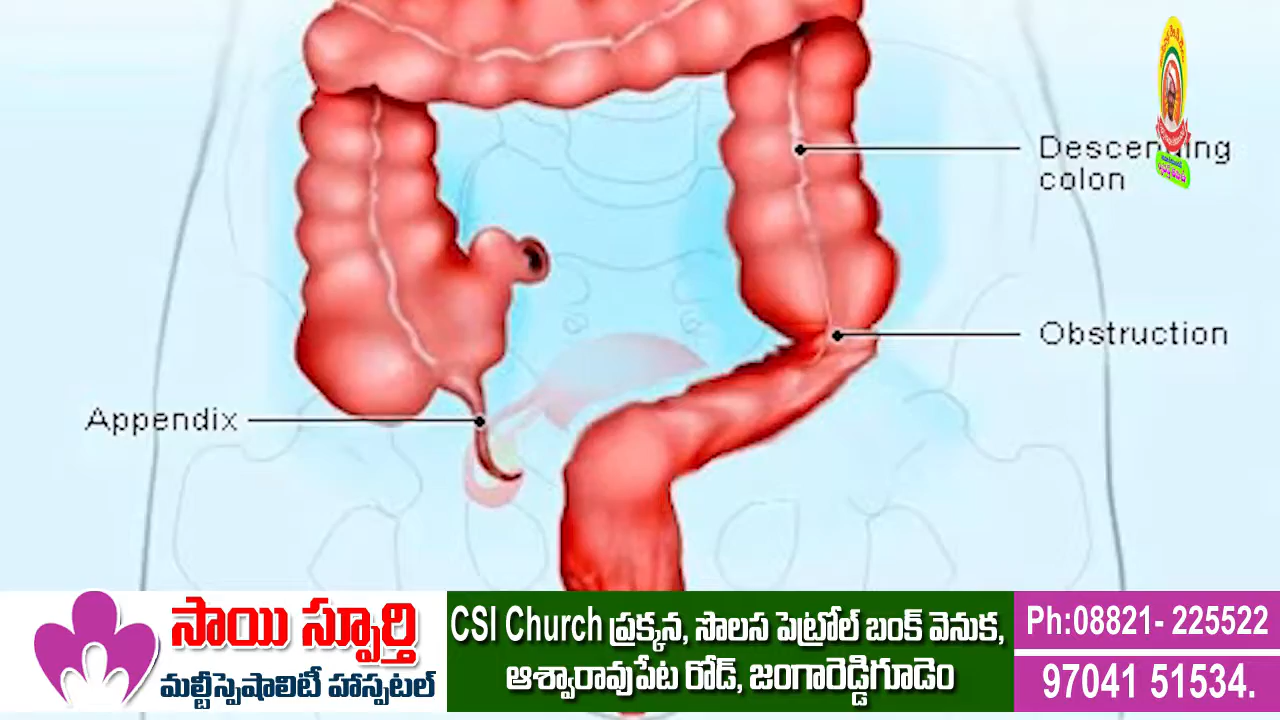 Descending
colon
Obstruction
Appendix
సాయి స్ఫూర్తి
మల్టీస్పెషాలిటీ హాస్పటల్
CSI Church ప్రక్కన, సొలస పెట్రోల్ బంక్ వెనుక,
ఆశ్వారావుపేట రోడ్, జంగారెడ్డిగూడెం
Ph:08821- 225522
97041 51534.